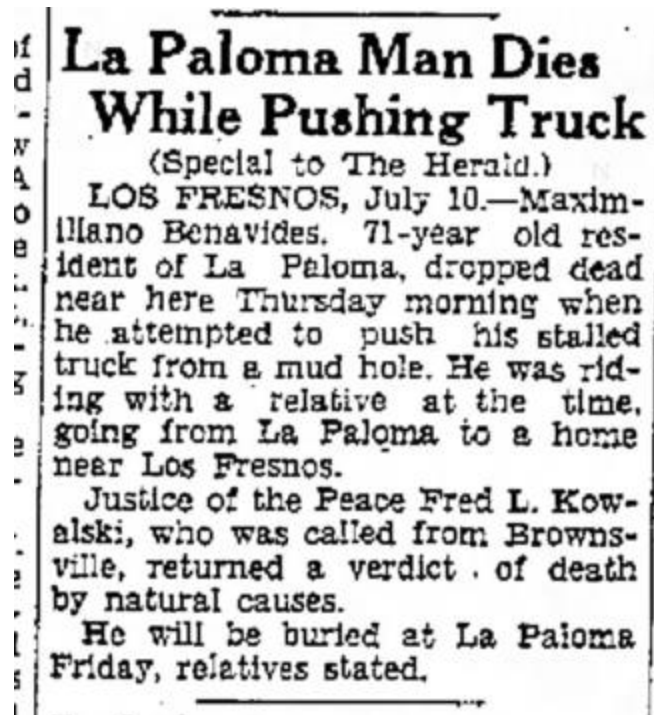 La Paloma Man Dies
While Pushing Truck
(Special to The Herald.)
LOS FRESNOS, July 10.—Maxim-
illano Benavides, 71-year old res-
ident of La Paloma, dropped dead
near here Thursday morning when
he attempted to push his stalled
truck from a mud hole. He was rid-
ing with a relative at the time,
going from La Paloma to a home
near Los Fresnos.
Justice of the Peace Fred L. Kow-
alski, who was called from Browns-
ville, returned a verdict of death
by natural causes.
He will be buried at La Paloma
Friday, relatives stated.